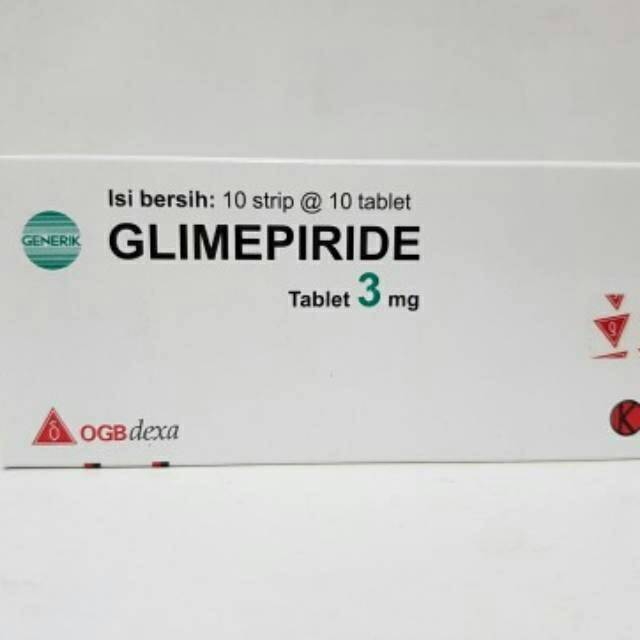 Isi bersih: 10 strip @ 10 tablet
GENERIK
GLIMEPIRIDE
Tablet 3 mg
OGBdexa
K